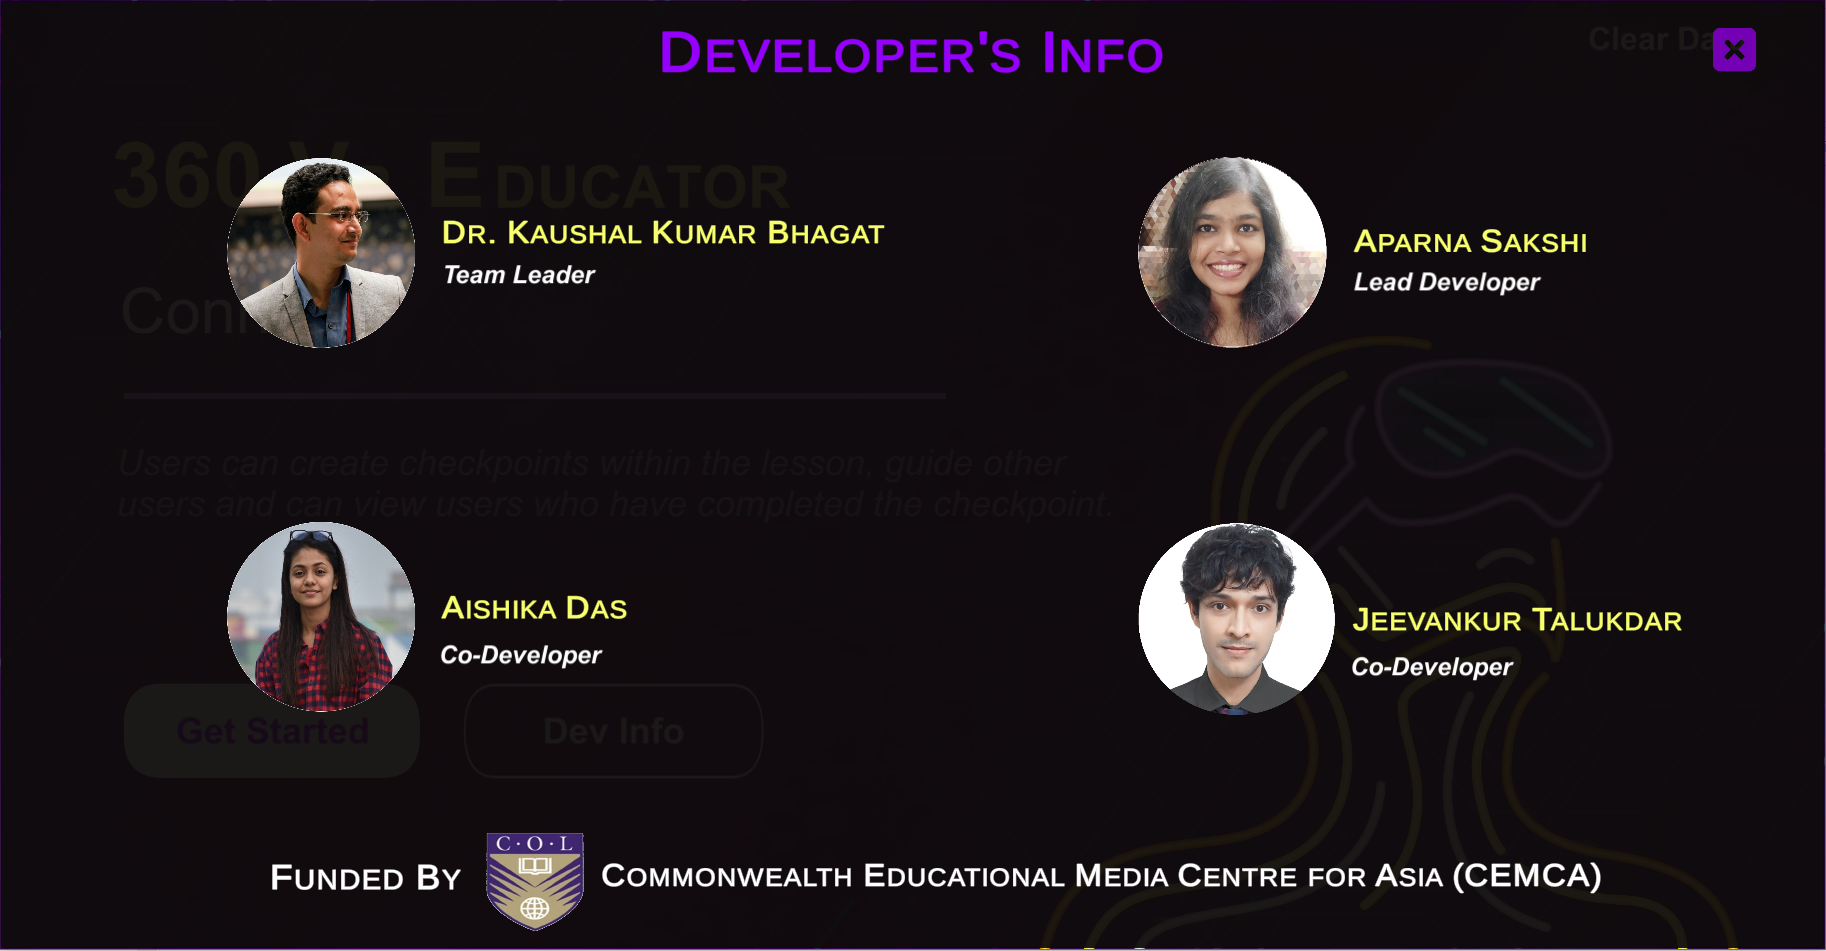 Developer's Info
Clear Da
360 Vr Educator
Dr. Kaushal Kumar Bhagat
Team Leader
Aparna Sakshi
Lead Developer
Users can create checkpoints within the lesson, guide other
users and can view users who have completed the checkpoint.
Aishika Das
Co-Developer
Jeevankur Talukdar
Co-Developer
Get Started
Dev Info
Funded By
C·O·L
Commonwealth Educational Media Centre for Asia (CEMCA)